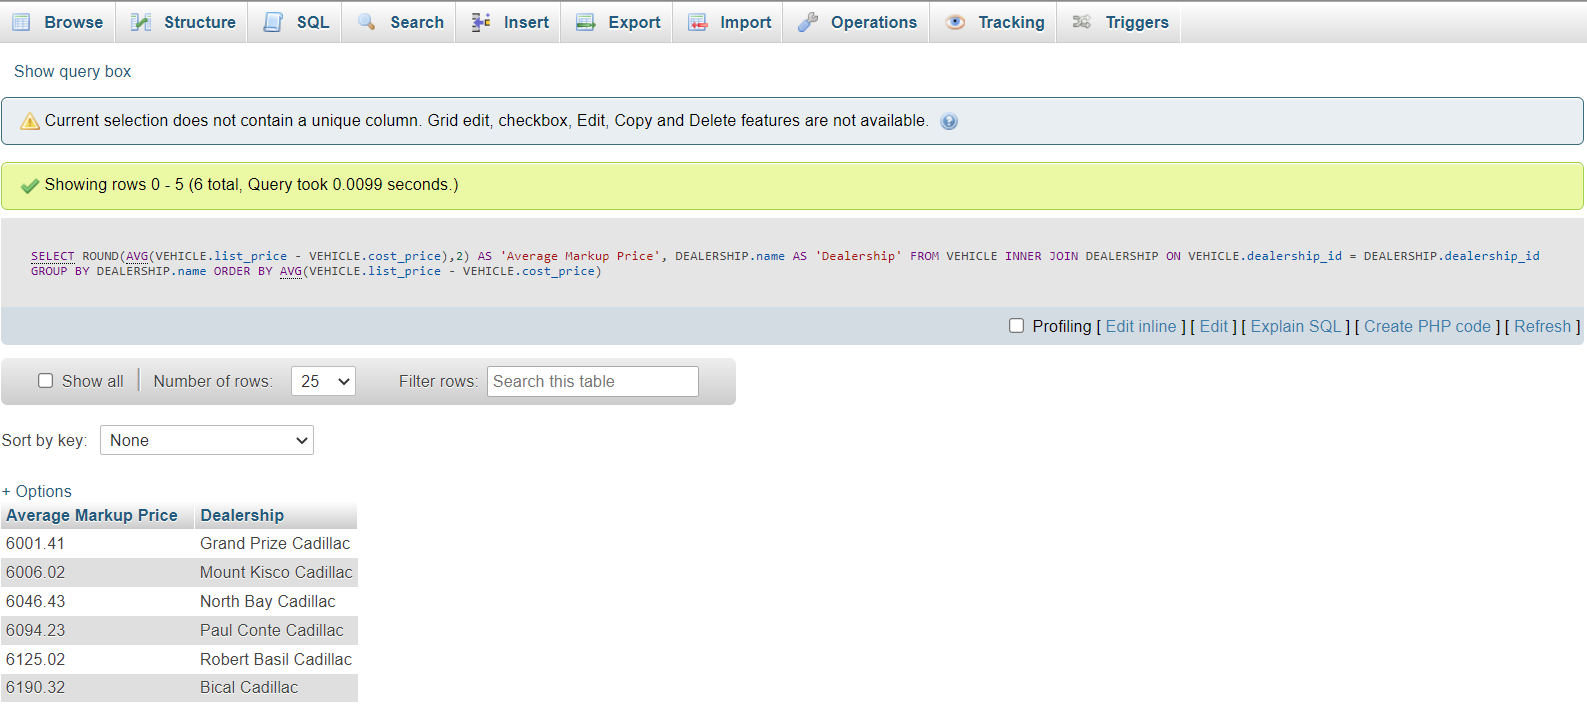 Browse Structure SQL Search Insert Export Import Operations Tracking Triggers
Show query box
Current selection does not contain a unique column. Grid edit, checkbox, Edit, Copy and Delete features are not available.
Showing rows 0 - 5 (6 total, Query took 0.0099 seconds.)
SELECT ROUND(AVG(VEHICLE.list_price - VEHICLE.cost_price),2) AS 'Average Markup Price', DEALERSHIP.name AS 'Dealership' FROM VEHICLE INNER JOIN DEALERSHIP ON VEHICLE.dealership_id = DEALERSHIP.dealership_id
GROUP BY DEALERSHIP.name ORDER BY AVG(VEHICLE.list_price - VEHICLE.cost_price)
Profiling [ Edit inline ] [ Edit ] [ Explain SQL ] [ Create PHP code ] [ Refresh ]
Show all Number of rows: 25 Filter rows: Search this table
Sort by key: None
+ Options
Average Markup Price Dealership
6001.41 Grand Prize Cadillac
6006.02 Mount Kisco Cadillac
6046.43 North Bay Cadillac
6094.23 Paul Conte Cadillac
6125.02 Robert Basil Cadillac
6190.32 Bical Cadillac